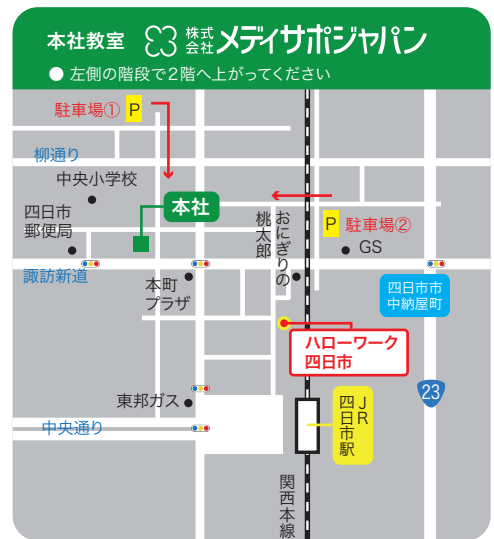 本社教室
株式
会社
メディサポジャパン
● 左側の階段で2階へ上がってください
駐車場① P
柳通り
中央小学校
本社
四日市
郵便局
おにぎりの
桃太郎
P 駐車場②
GS
諏訪新道
本町
プラザ
四日市市
中納屋町
ハローワーク
四日市
23
東邦ガス
JR
四日市駅
中央通り
関西本線